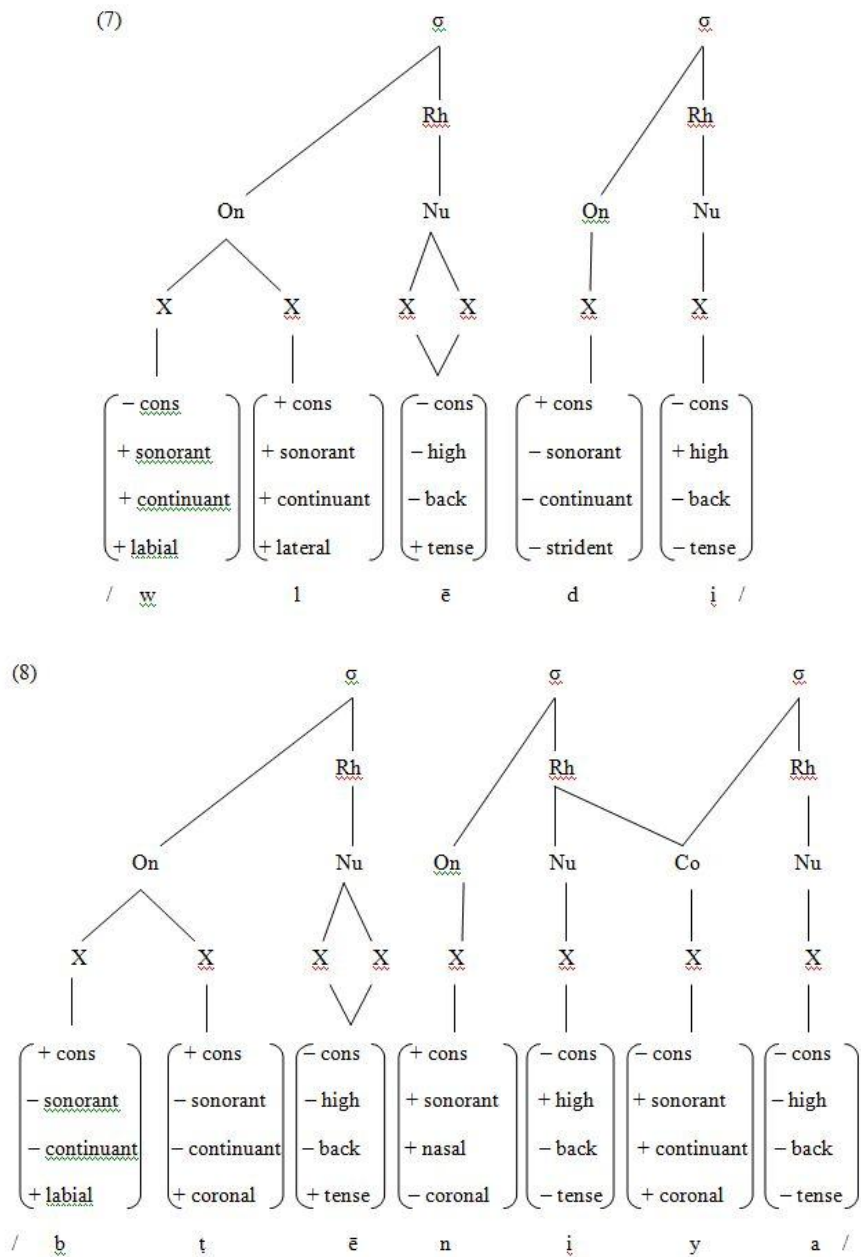 (7)
σ σ
Rh Rh
On Nu On Nu
X X X X X X
– cons + cons – cons + cons – cons
+ sonorant + sonorant – high – sonorant + high
+ continuant + continuant – back – continuant – back
+ labial + lateral + tense – strident – tense
/ w l ē d i /
(8)
σ σ σ
Rh Rh Rh
On Nu On Nu Co Nu
X X X X X X X X
+ cons + cons – cons + cons – cons – cons – cons
– sonorant – sonorant – high + sonorant + high + sonorant – high
– continuant – continuant – back + nasal – back + continuant – back
+ labial + coronal + tense – coronal – tense + coronal – tense
/ b t ē n i y a /